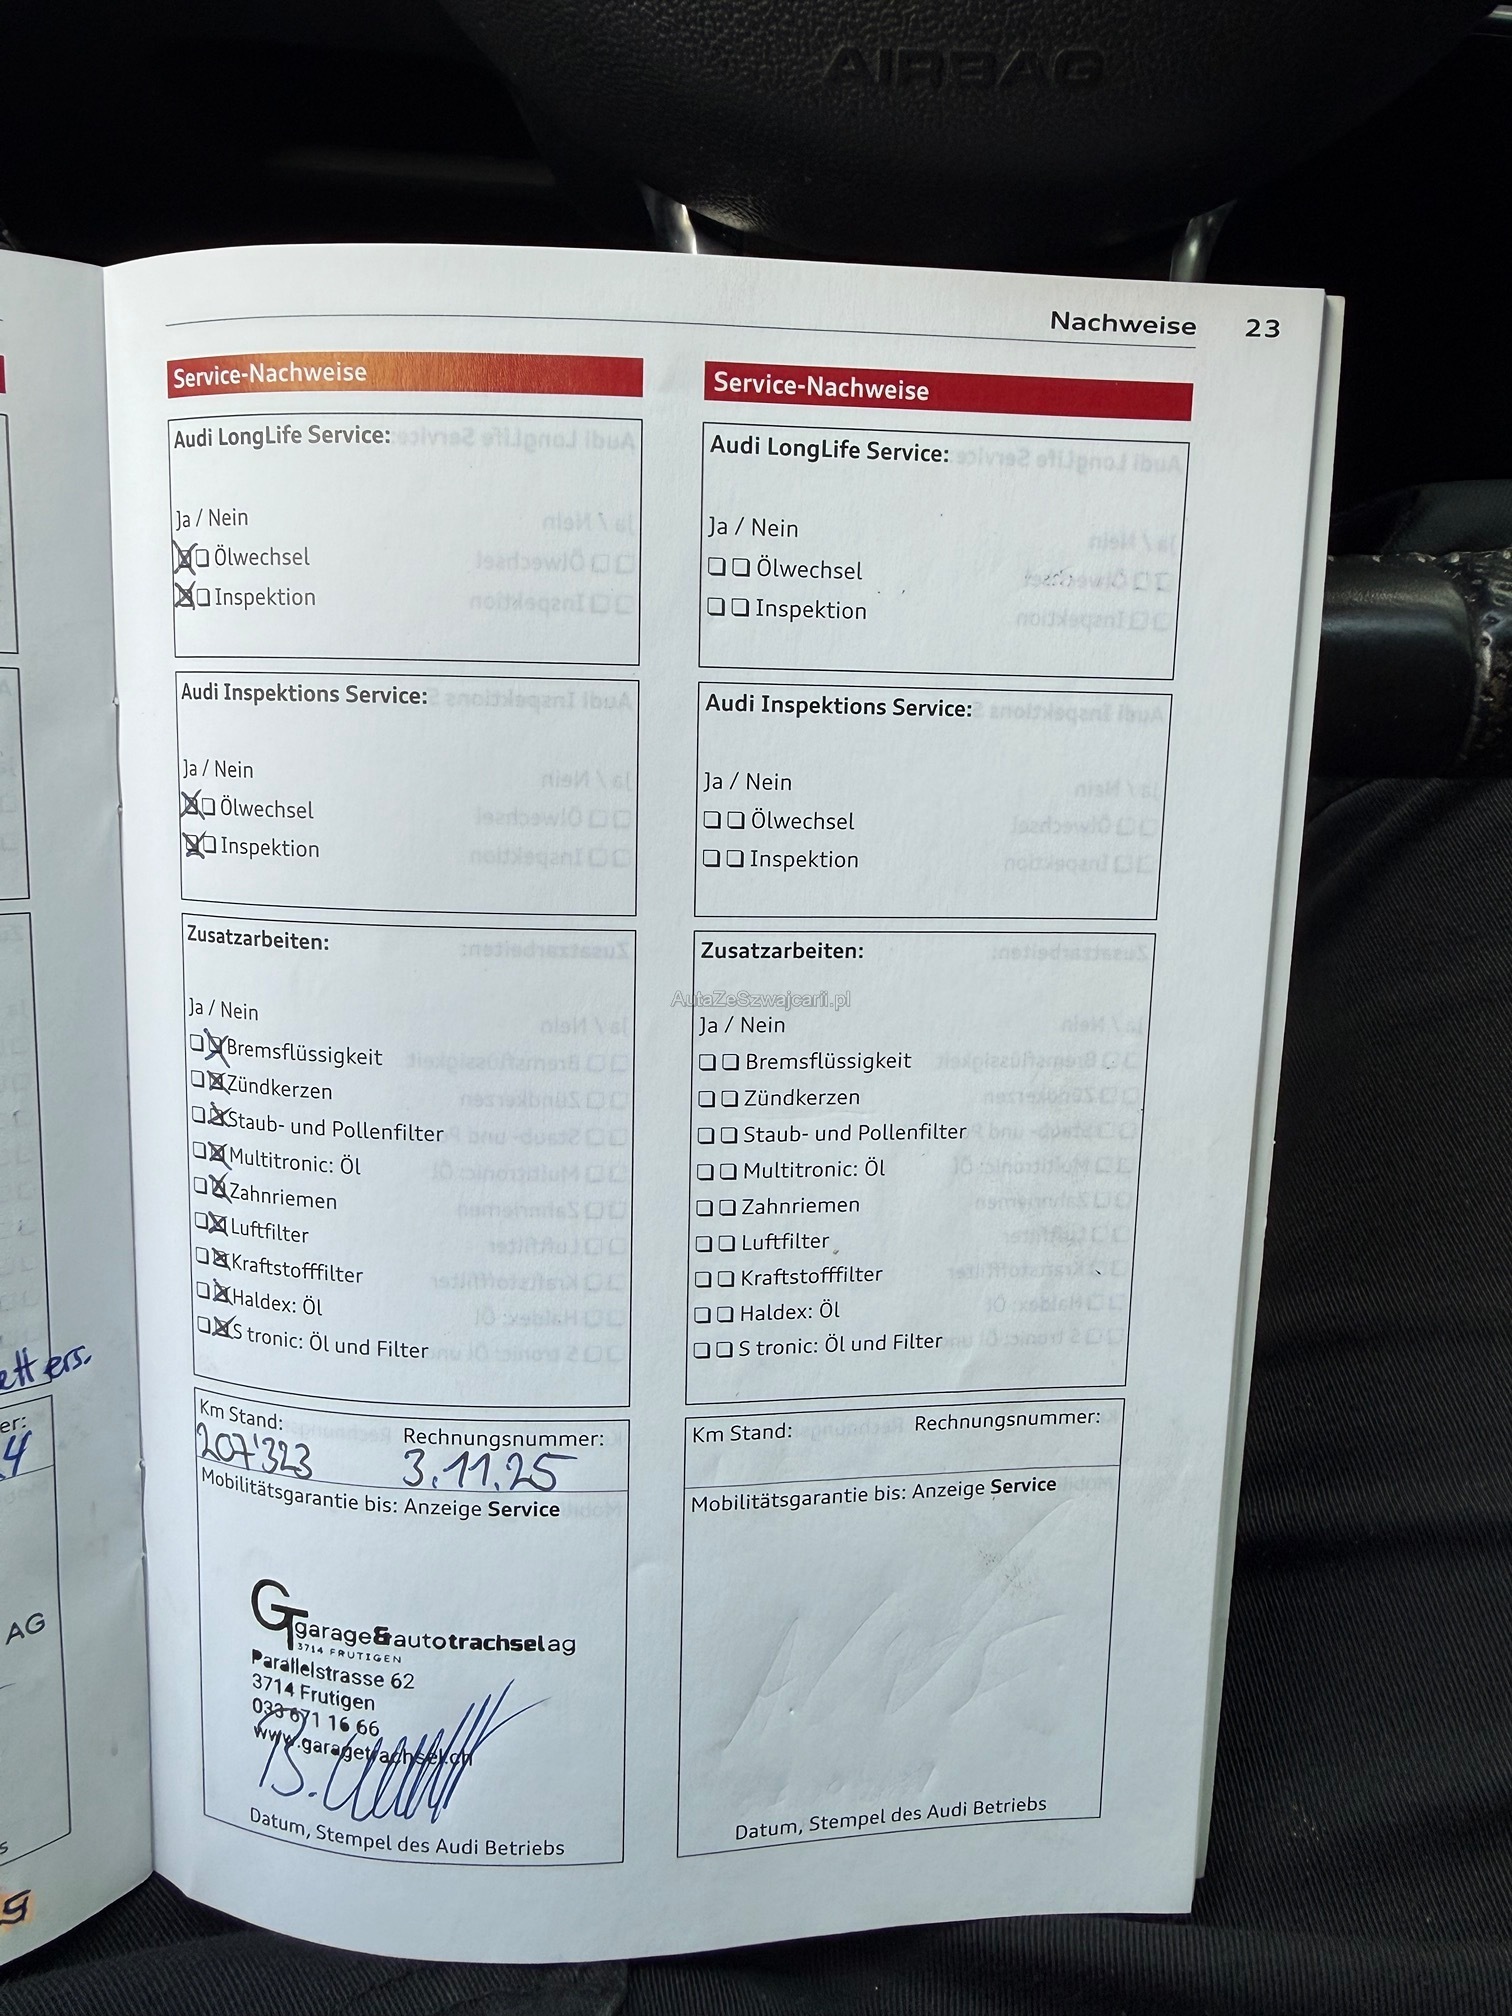 AIRBAG
Nachweise 23
Service-Nachweise
Audi LongLife Service:
Ja / Nein
Ölwechsel
Inspektion
Audi Inspektions Service:
Ja / Nein
Ölwechsel
Inspektion
Zusatzarbeiten:
Ja / Nein
Bremsflüssigkeit
Zündkerzen
Staub- und Pollenfilter
Multitronic: Öl
Zahnriemen
Luftfilter
Kraftstofffilter
Haldex: Öl
S tronic: Öl und Filter
Km Stand: Rechnungsnummer:
207'323 3.11.25
Mobilitätsgarantie bis: Anzeige Service
GT garage&autotrachselag
3714 FRUTIGEN
Parallelstrasse 62
3714 Frutigen
033 671 16 66
www.garagetrachsel.ch
Datum, Stempel des Audi Betriebs
Service-Nachweise
Audi LongLife Service:
Ja / Nein
Ölwechsel
Inspektion
Audi Inspektions Service:
Ja / Nein
Ölwechsel
Inspektion
Zusatzarbeiten:
AutaZeSzwajcarii.pl
Ja / Nein
Bremsflüssigkeit
Zündkerzen
Staub- und Pollenfilter
Multitronic: Öl
Zahnriemen
Luftfilter
Kraftstofffilter
Haldex: Öl
S tronic: Öl und Filter
Km Stand: Rechnungsnummer:
Mobilitätsgarantie bis: Anzeige Service
Datum, Stempel des Audi Betriebs
AG